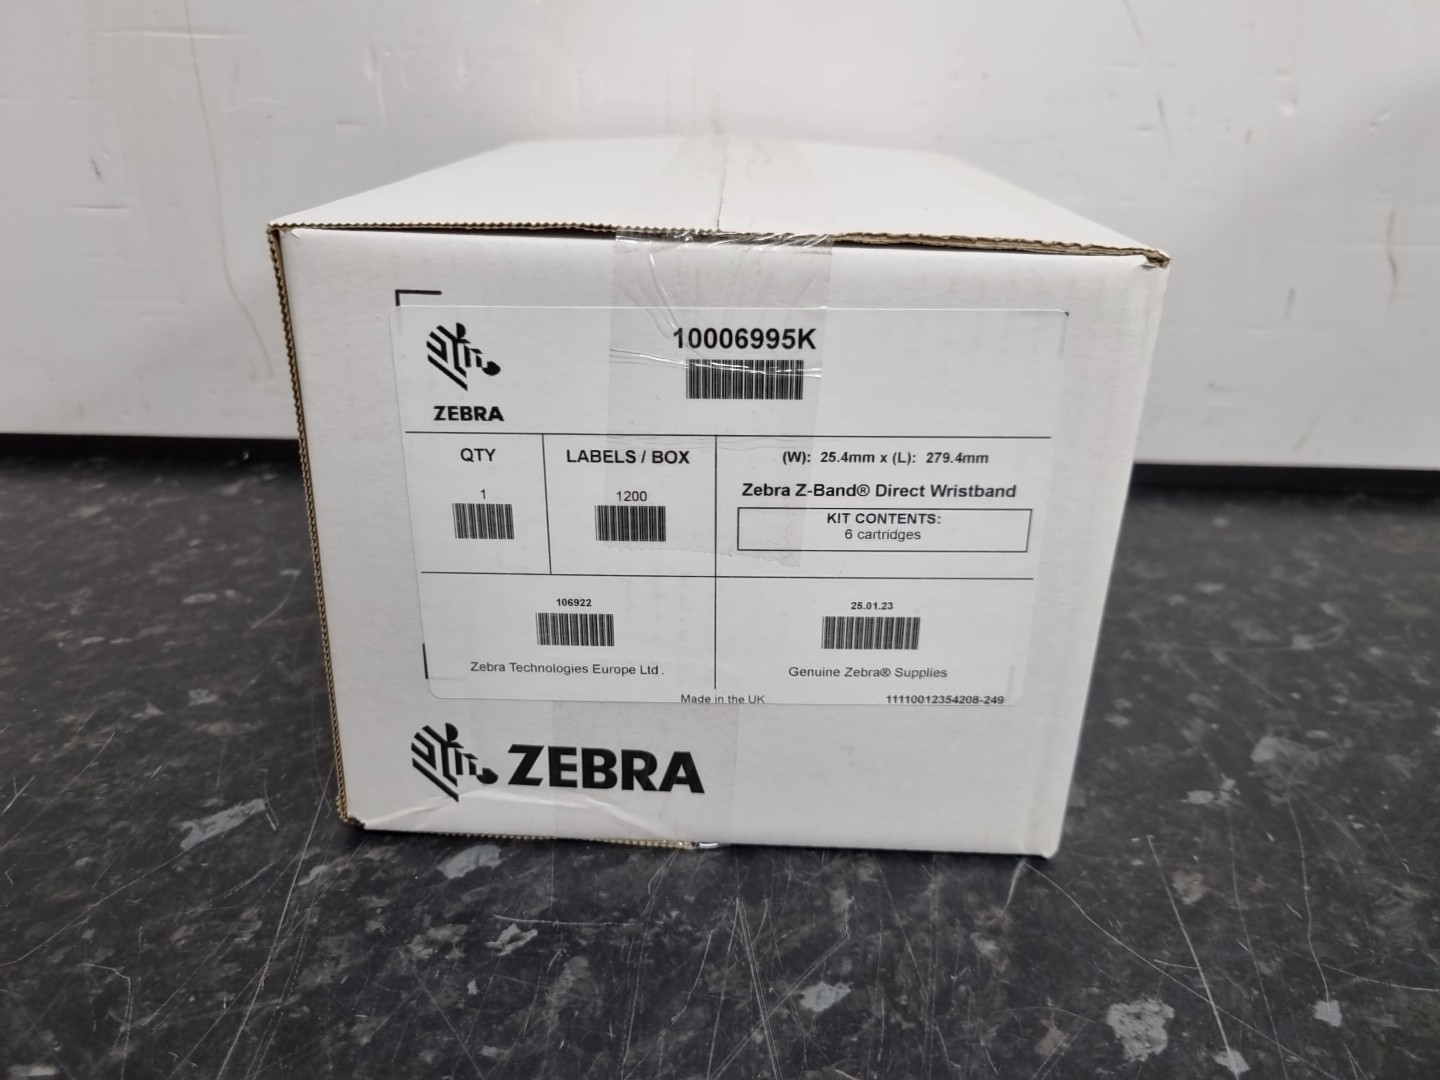 10006995K
ZEBRA
QTY
1
LABELS / BOX
1200
(W): 25.4mm x (L): 279.4mm
Zebra Z-Band® Direct Wristband
KIT CONTENTS:
6 cartridges
106922
Zebra Technologies Europe Ltd.
25.01.23
Genuine Zebra® Supplies
Made in the UK
11110012354208-249
ZEBRA